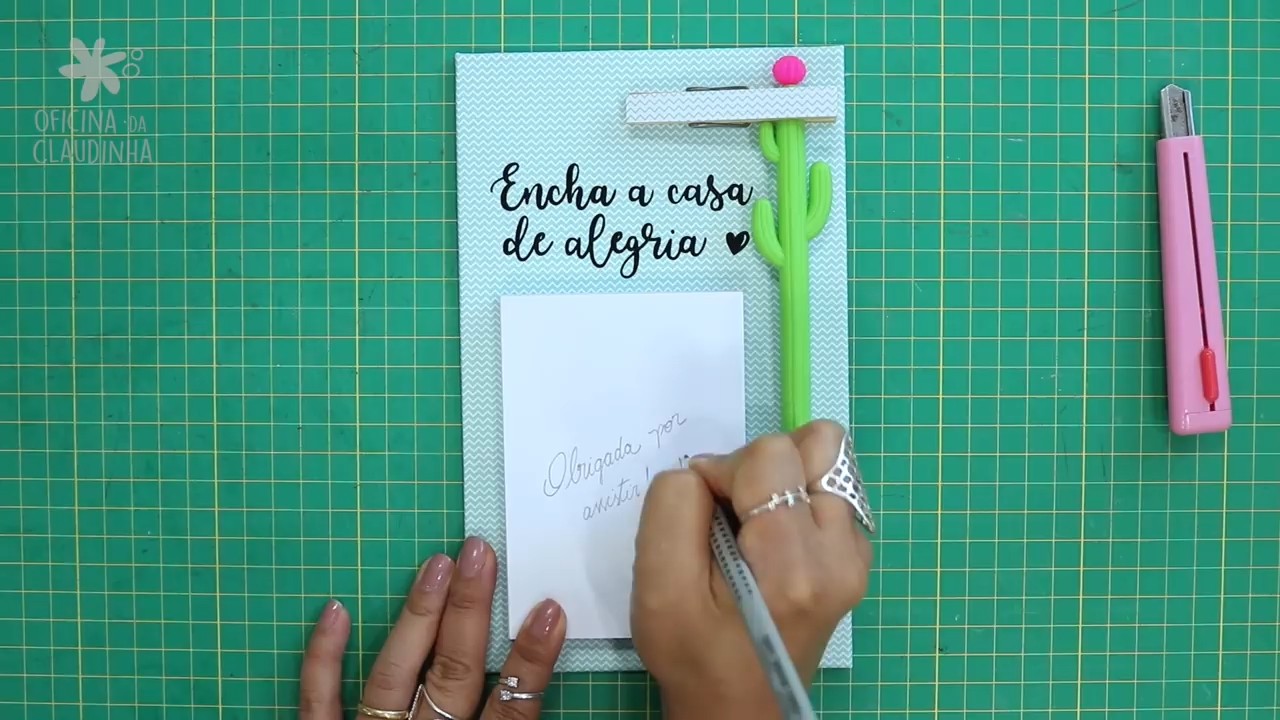 OFICINA DA
CLAUDINHA
Encha a casa
de alegria
Obrigada por
assistir!